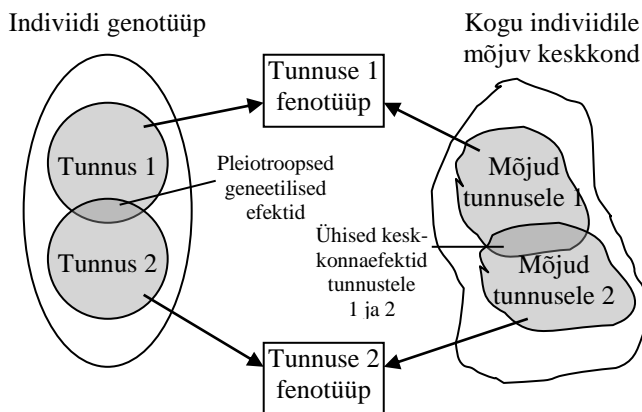 Indiviidi genotüüp
Kogu indiviidile
mõjuv keskkond
Tunnuse 1
fenotüüp
Tunnus 1
Pleiotroopsed
geneetilised
efektid
Mõjud
tunnusele 1
Tunnus 2
Ühised kesk-
konnaefektid
tunnustele
1 ja 2
Mõjud
tunnusele 2
Tunnuse 2
fenotüüp